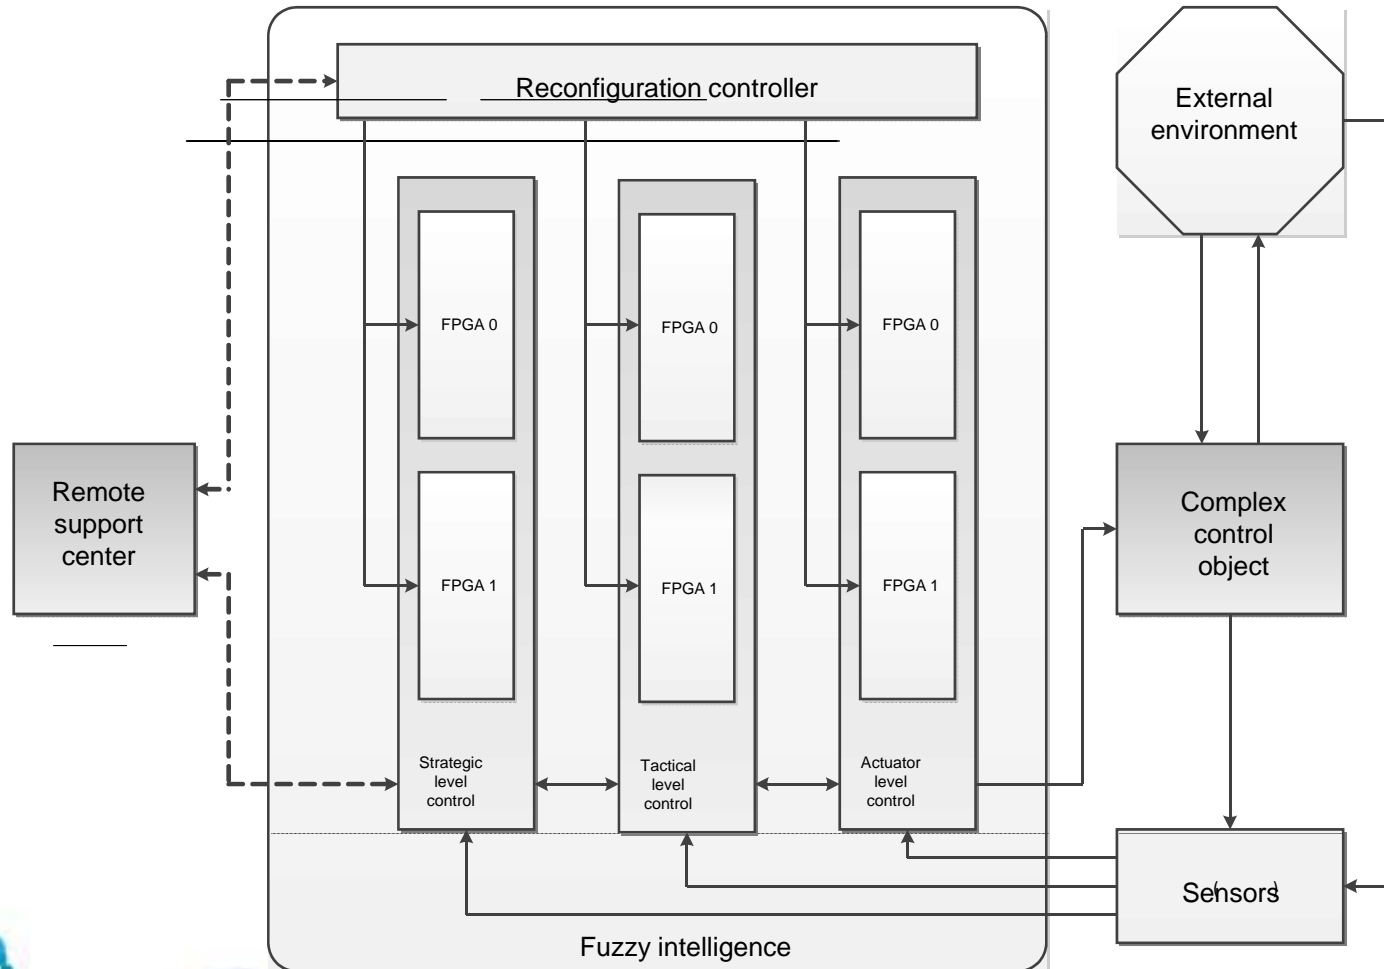 Reconfiguration controller
External
environment
FPGA 0
FPGA 0
FPGA 0
Remote
support
center
Complex
control
object
FPGA 1
FPGA 1
FPGA 1
Strategic
level
control
Tactical
level
control
Actuator
level
control
Sensors
Fuzzy intelligence